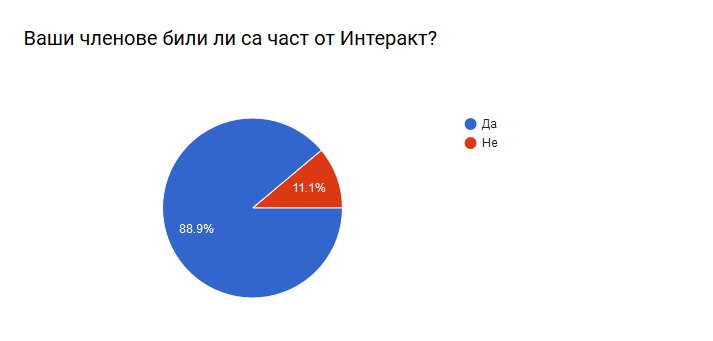 Ваши членове били ли са част от Интеракт?
Да
Не
11.1%
88.9%